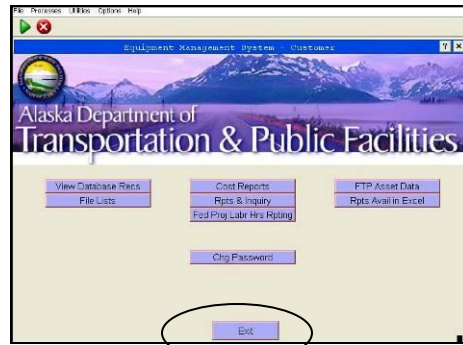 File Processes Utilities Options Help
Equipment Management System - Customer
? ×
Alaska Department of
Transportation & Public Facilities
View Database Recs Cost Reports FTP Asset Data
File Lists Rpts & Inquiry Rpts Avail in Excel
Fed Proj Labr Hrs Rpting
Chg Password
Exit